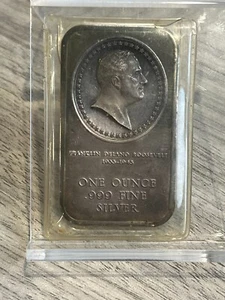 FRANKLIN DELANO ROOSEVELT
1933-1945
ONE OUNCE
.999 FINE
SILVER